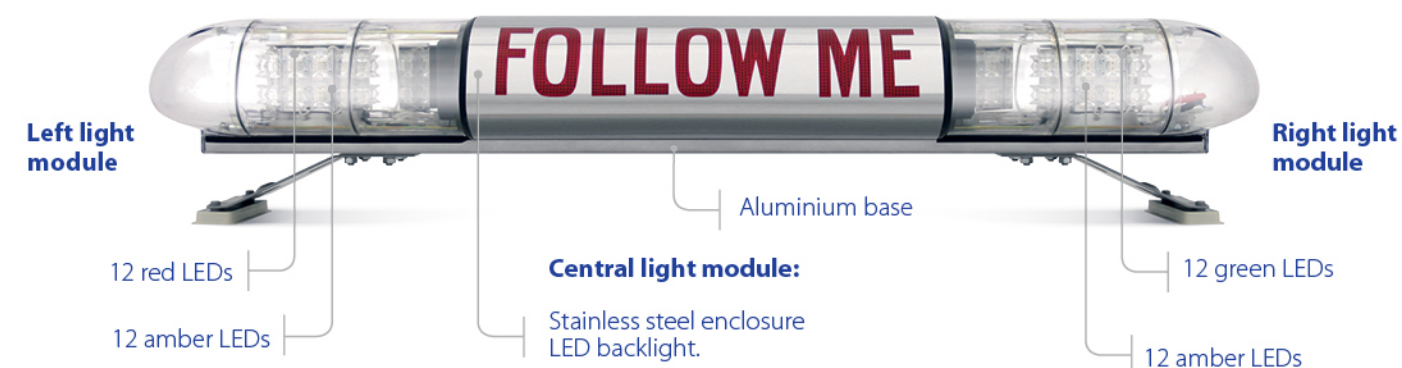 FOLLOW ME
Left light
module
Right light
module
Aluminium base
12 red LEDs
Central light module:
12 green LEDs
Stainless steel enclosure
LED backlight.
12 amber LEDs
12 amber LEDs